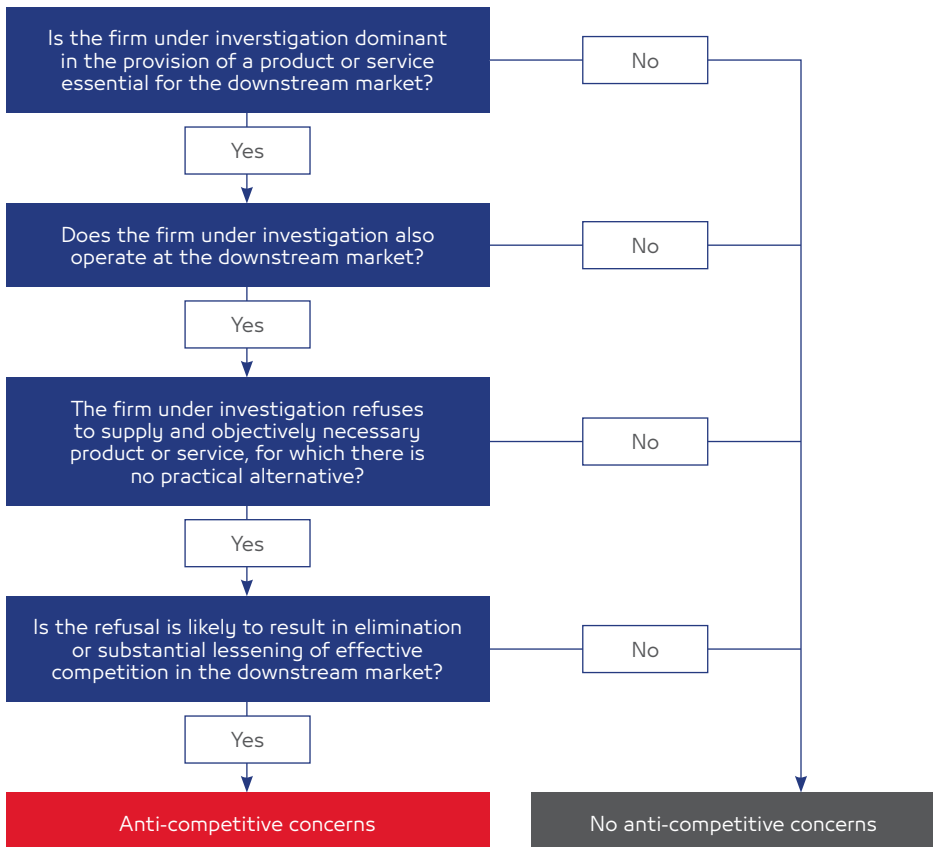 Is the firm under inverstigation dominant
in the provision of a product or service
essential for the downstream market?
No
Yes
Does the firm under investigation also
operate at the downstream market?
No
Yes
The firm under investigation refuses
to supply and objectively necessary
product or service, for which there is
no practical alternative?
No
Yes
Is the refusal is likely to result in elimination
or substantial lessening of effective
competition in the downstream market?
No
Yes
Anti-competitive concerns
No anti-competitive concerns